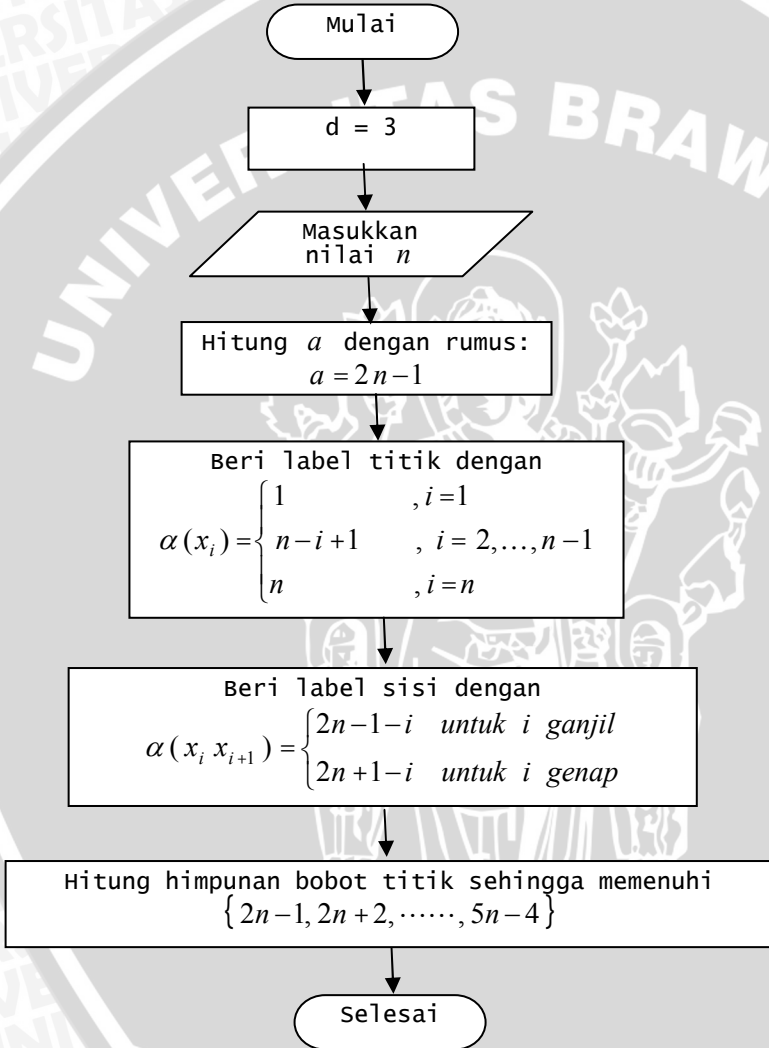 Mulai
UNIVERSITAS BRAW
d = 3
Masukkan
nilai n
Hitung a dengan rumus:
a = 2n−1
Beri label titik dengan
α(x_i) = { 1 , i = 1
n−i+1 , i = 2,…,n−1
n , i = n
Beri label sisi dengan
α(x_i x_{i+1}) = { 2n−1−i untuk i ganjil
2n+1−i untuk i genap
Hitung himpunan bobot titik sehingga memenuhi
{2n−1, 2n+2, ⋯⋯, 5n−4}
Selesai